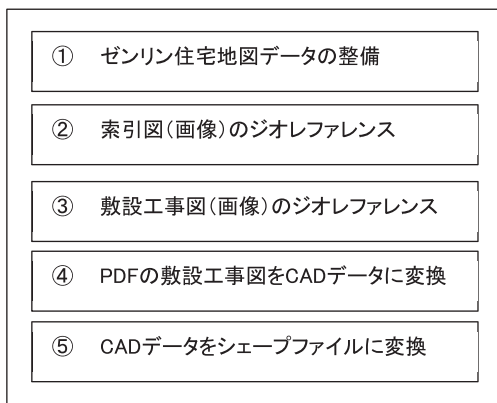 ① ゼンリン住宅地図データの整備
② 索引図(画像)のジオレファレンス
③ 敷設工事図(画像)のジオレファレンス
④ PDFの敷設工事図をCADデータに変換
⑤ CADデータをシェープファイルに変換